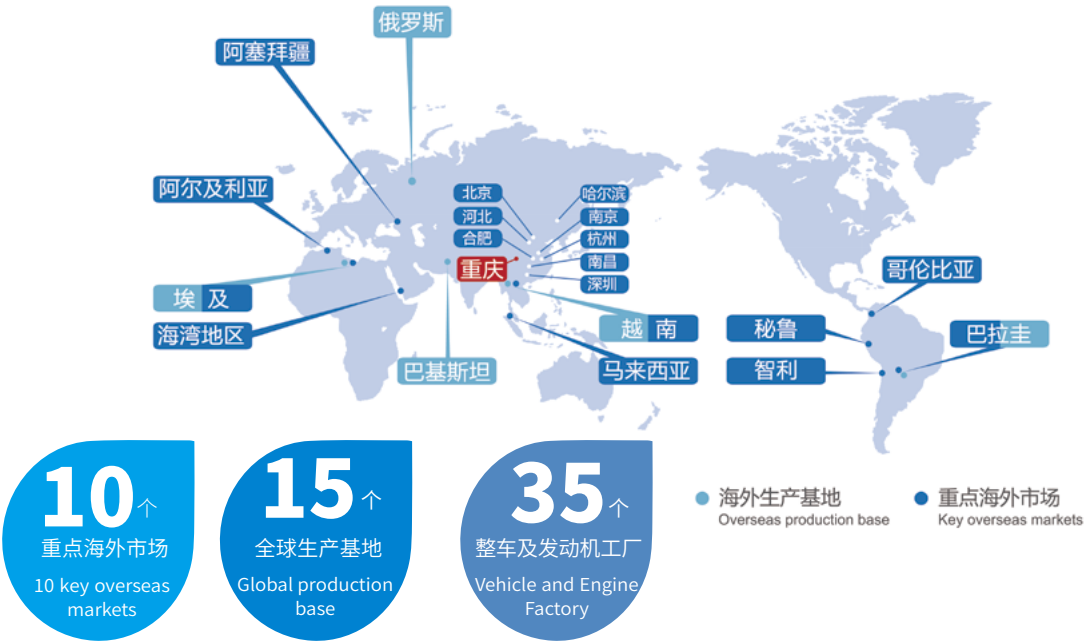 俄罗斯
阿塞拜疆
阿尔及利亚
北京
哈尔滨
河北
南京
合肥
杭州
重庆
南昌
深圳
哥伦比亚
埃及
海湾地区
越南
秘鲁
巴拉圭
巴基斯坦
马来西亚
智利
10个
重点海外市场
10 key overseas
markets
15个
全球生产基地
Global production
base
35个
整车及发动机工厂
Vehicle and Engine
Factory
海外生产基地
Overseas production base
重点海外市场
Key overseas markets